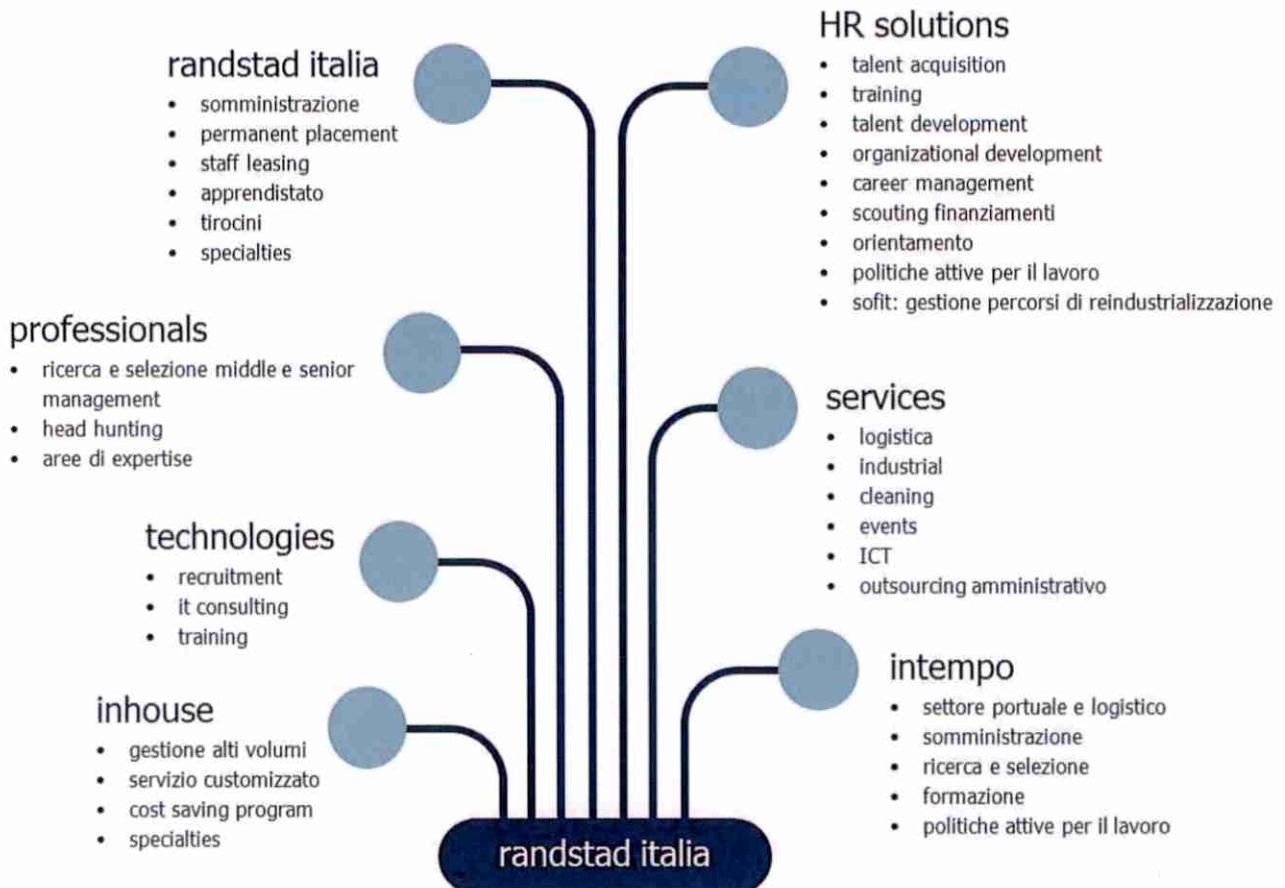 randstad italia
• somministrazione
• permanent placement
• staff leasing
• apprendistato
• tirocini
• specialties
professionals
• ricerca e selezione middle e senior
management
• head hunting
• aree di expertise
technologies
• recruitment
• it consulting
• training
inhouse
• gestione alti volumi
• servizio customizzato
• cost saving program
• specialties
HR solutions
• talent acquisition
• training
• talent development
• organizational development
• career management
• scouting finanziamenti
• orientamento
• politiche attive per il lavoro
• sofit: gestione percorsi di reindustrializzazione
services
• logistica
• industrial
• cleaning
• events
• ICT
• outsourcing amministrativo
intempo
• settore portuale e logistico
• somministrazione
• ricerca e selezione
• formazione
• politiche attive per il lavoro
randstad italia